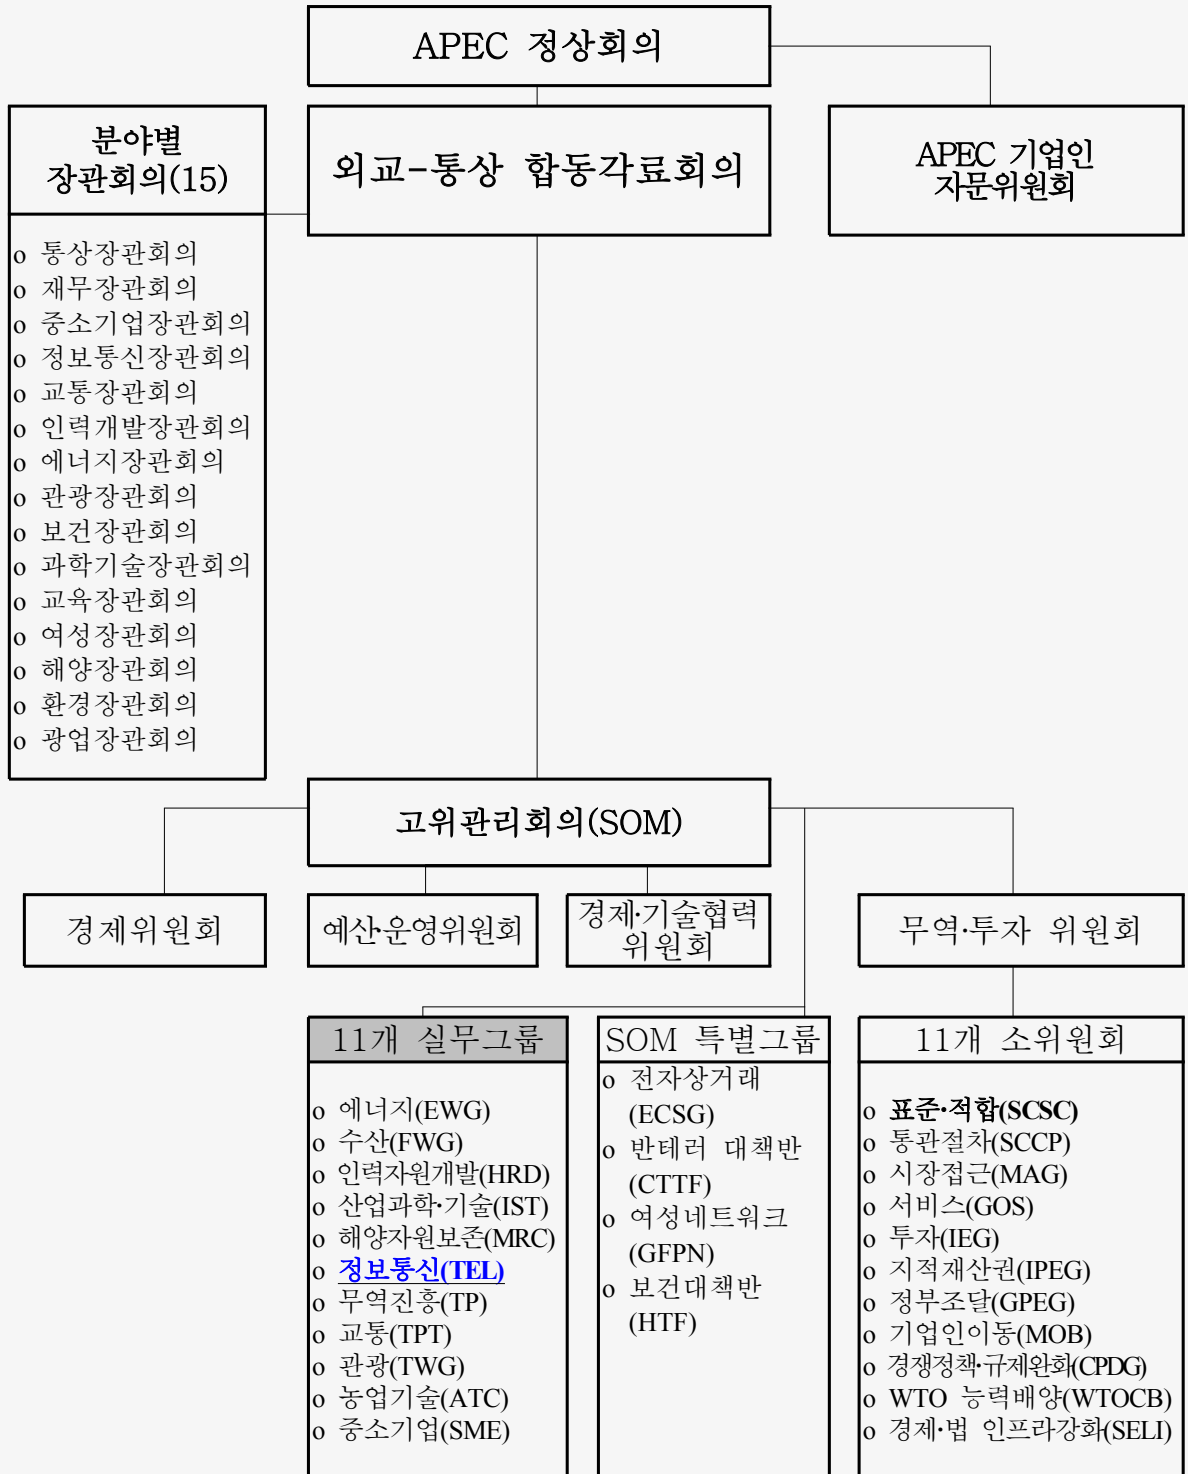 APEC 정상회의
분야별
장관회의(15)
외교-통상 합동각료회의
APEC 기업인
자문위원회
o 통상장관회의
o 재무장관회의
o 중소기업장관회의
o 정보통신장관회의
o 교통장관회의
o 인력개발장관회의
o 에너지장관회의
o 관광장관회의
o 보건장관회의
o 과학기술장관회의
o 교육장관회의
o 여성장관회의
o 해양장관회의
o 환경장관회의
o 광업장관회의
고위관리회의(SOM)
경제위원회
예산·운영위원회
경제·기술협력
위원회
무역·투자 위원회
11개 실무그룹
o 에너지(EWG)
o 수산(FWG)
o 인력자원개발(HRD)
o 산업과학·기술(IST)
o 해양자원보존(MRC)
o 정보통신(TEL)
o 무역진흥(TP)
o 교통(TPT)
o 관광(TWG)
o 농업기술(ATC)
o 중소기업(SME)
SOM 특별그룹
o 전자상거래
(ECSG)
o 반테러 대책반
(CTTF)
o 여성네트워크
(GFPN)
o 보건대책반
(HTF)
11개 소위원회
o 표준·적합(SCSC)
o 통관절차(SCCP)
o 시장접근(MAG)
o 서비스(GOS)
o 투자(IEG)
o 지적재산권(IPEG)
o 정부조달(GPEG)
o 기업인이동(MOB)
o 경쟁정책·규제완화(CPDG)
o WTO 능력배양(WTOCB)
o 경제·법 인프라강화(SELI)